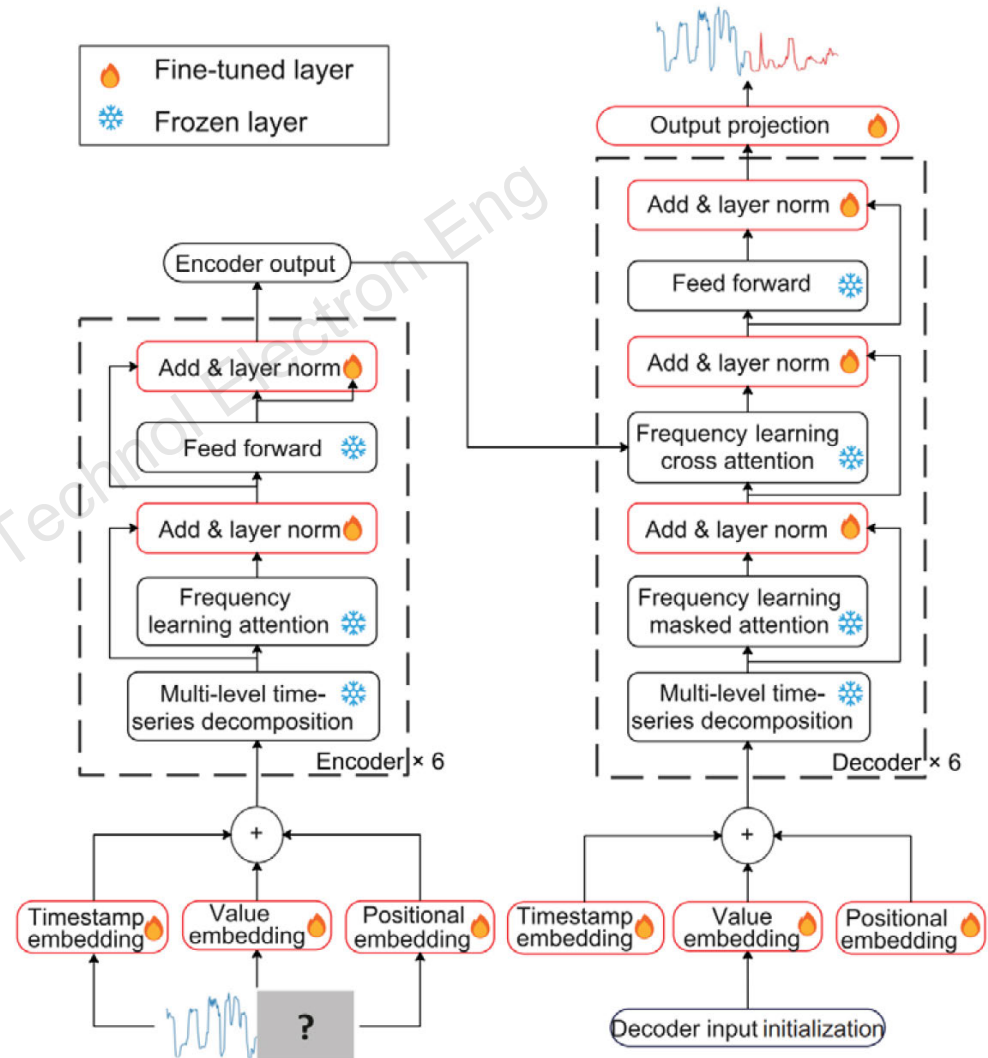 Fine-tuned layer
Frozen layer
Technol Electron Eng
Encoder output
Add & layer norm
Feed forward
Add & layer norm
Frequency
learning attention
Multi-level time-
series decomposition
Encoder × 6
+
Timestamp
embedding
Value
embedding
Positional
embedding
?
Output projection
Add & layer norm
Feed forward
Add & layer norm
Frequency learning
cross attention
Add & layer norm
Frequency learning
masked attention
Multi-level time-
series decomposition
Decoder × 6
+
Timestamp
embedding
Value
embedding
Positional
embedding
Decoder input initialization